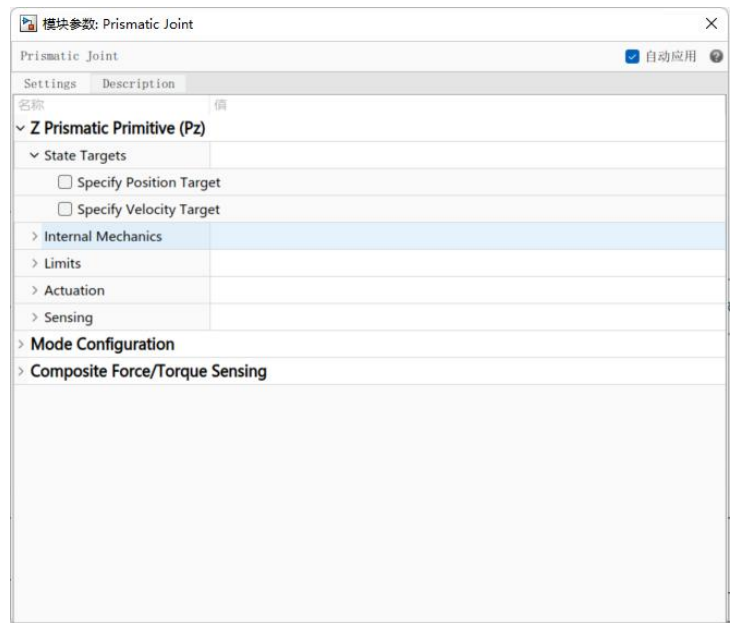 模块参数: Prismatic Joint
Prismatic Joint 自动应用
Settings Description
名称 值
Z Prismatic Primitive (Pz)
State Targets
Specify Position Target
Specify Velocity Target
Internal Mechanics
Limits
Actuation
Sensing
Mode Configuration
Composite Force/Torque Sensing